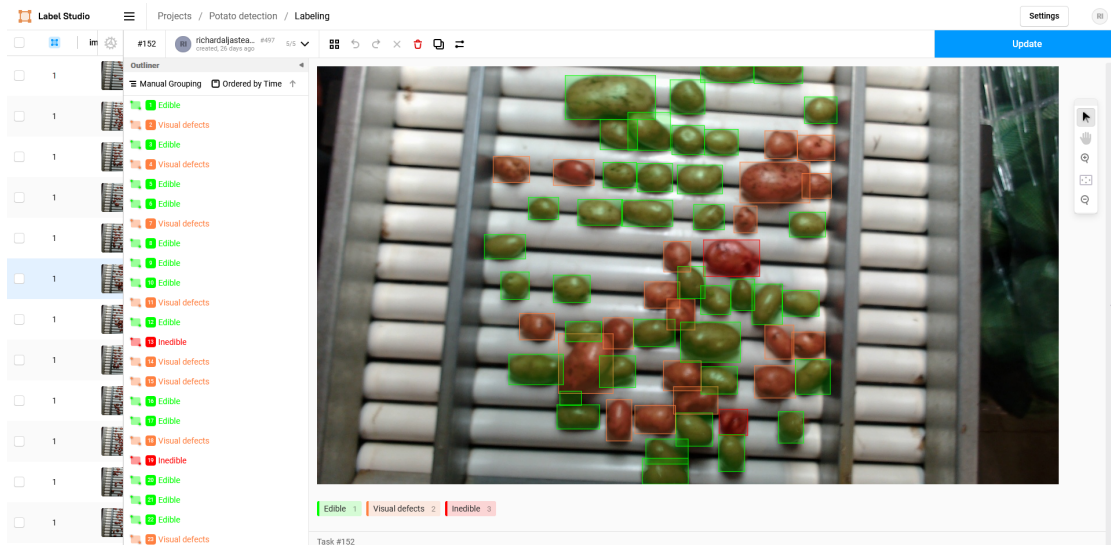 Label Studio
Projects / Potato detection / Labeling
Settings
RI
im
#152
RI
richardaljastea... #497
created, 26 days ago
5/5
Update
Outliner
Manual Grouping
Ordered by Time
1
1
1
1
1
1
1
1
1
1
1
1
1 Edible
2 Visual defects
3 Edible
4 Visual defects
5 Edible
6 Edible
7 Visual defects
8 Edible
9 Edible
10 Edible
11 Visual defects
12 Edible
13 Inedible
14 Visual defects
15 Visual defects
16 Edible
17 Edible
18 Visual defects
19 Inedible
20 Edible
21 Edible
22 Edible
23 Visual defects
Edible 1
Visual defects 2
Inedible 3
Task #152